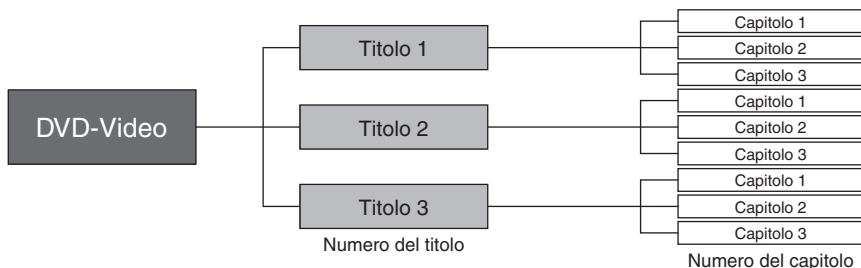 DVD-Video
Titolo 1
Capitolo 1
Capitolo 2
Capitolo 3
Titolo 2
Capitolo 1
Capitolo 2
Capitolo 3
Titolo 3
Capitolo 1
Capitolo 2
Capitolo 3
Numero del titolo
Numero del capitolo